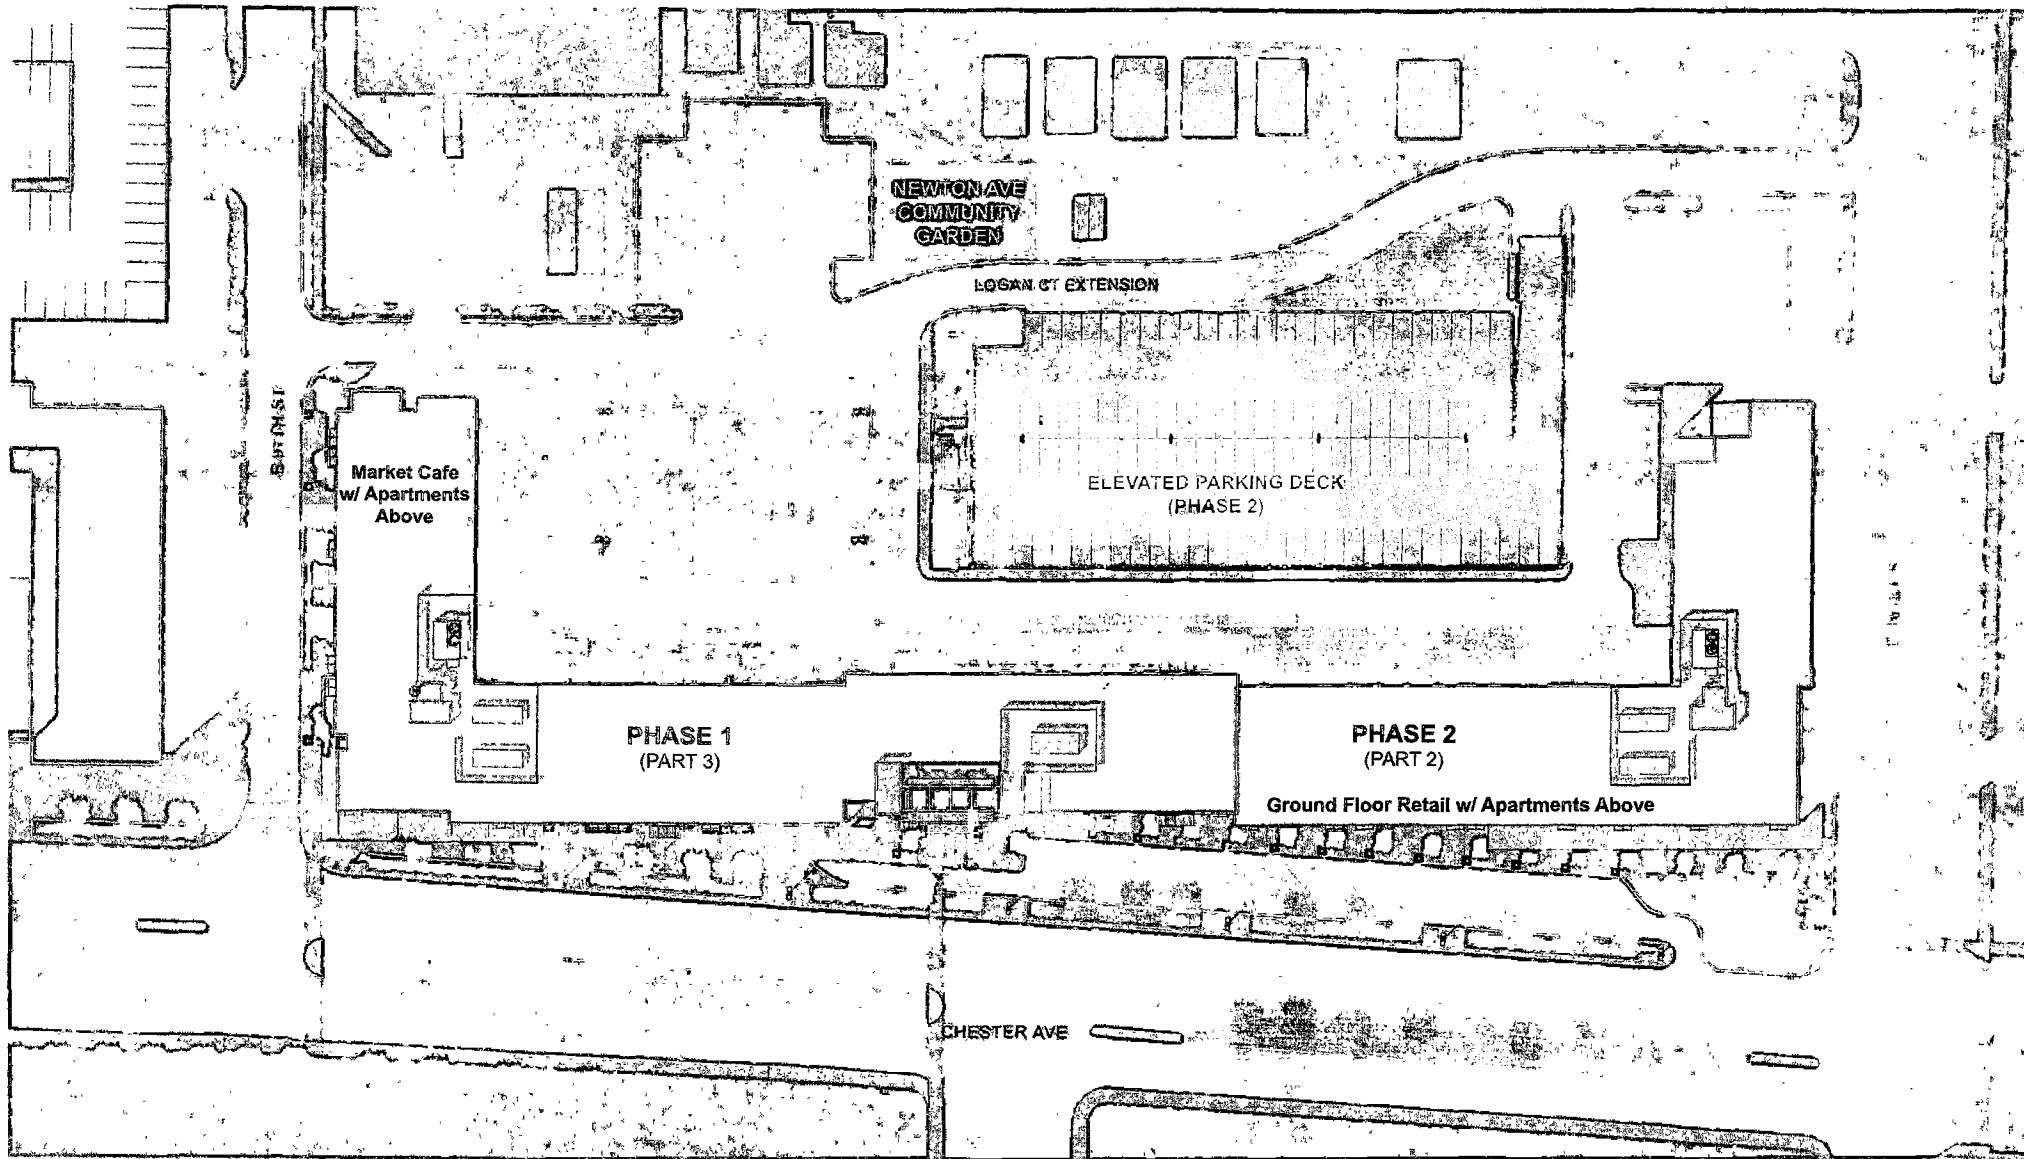 NEWTON AVE
COMMUNITY
GARDEN
LOGAN CT EXTENSION
Market Cafe
w/ Apartments
Above
ELEVATED PARKING DECK
(PHASE 2)
PHASE 1
(PART 3)
PHASE 2
(PART 2)
Ground Floor Retail w/ Apartments Above
CHESTER AVE